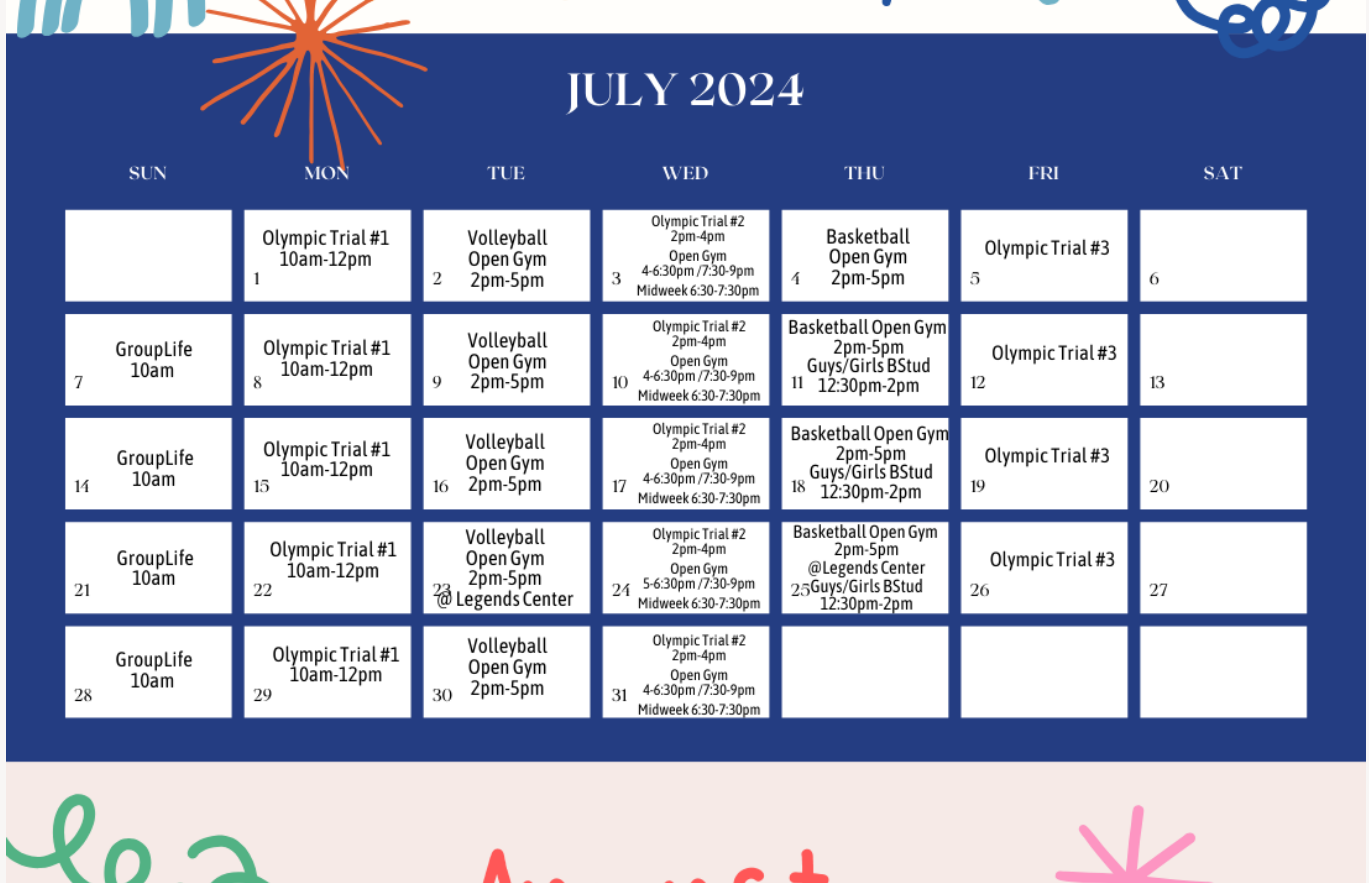 JULY 2024
SUN MON TUE WED THU FRI SAT
Olympic Trial #1
10am-12pm
1
Volleyball
Open Gym
2pm-5pm
2
Olympic Trial #2
2pm-4pm
Open Gym
4-6:30pm /7:30-9pm
Midweek 6:30-7:30pm
3
Basketball
Open Gym
2pm-5pm
4
Olympic Trial #3
5
6
GroupLife
10am
7
Olympic Trial #1
10am-12pm
8
Volleyball
Open Gym
2pm-5pm
9
Olympic Trial #2
2pm-4pm
Open Gym
4-6:30pm /7:30-9pm
Midweek 6:30-7:30pm
10
Basketball Open Gym
2pm-5pm
Guys/Girls BStud
12:30pm-2pm
11
Olympic Trial #3
12
13
GroupLife
10am
14
Olympic Trial #1
10am-12pm
15
Volleyball
Open Gym
2pm-5pm
16
Olympic Trial #2
2pm-4pm
Open Gym
4-6:30pm /7:30-9pm
Midweek 6:30-7:30pm
17
Basketball Open Gym
2pm-5pm
Guys/Girls BStud
12:30pm-2pm
18
Olympic Trial #3
19
20
GroupLife
10am
21
Olympic Trial #1
10am-12pm
22
Volleyball
Open Gym
2pm-5pm
@ Legends Center
23
Olympic Trial #2
2pm-4pm
Open Gym
5-6:30pm /7:30-9pm
Midweek 6:30-7:30pm
24
Basketball Open Gym
2pm-5pm
@Legends Center
Guys/Girls BStud
12:30pm-2pm
25
Olympic Trial #3
26
27
GroupLife
10am
28
Olympic Trial #1
10am-12pm
29
Volleyball
Open Gym
2pm-5pm
30
Olympic Trial #2
2pm-4pm
Open Gym
4-6:30pm /7:30-9pm
Midweek 6:30-7:30pm
31
August